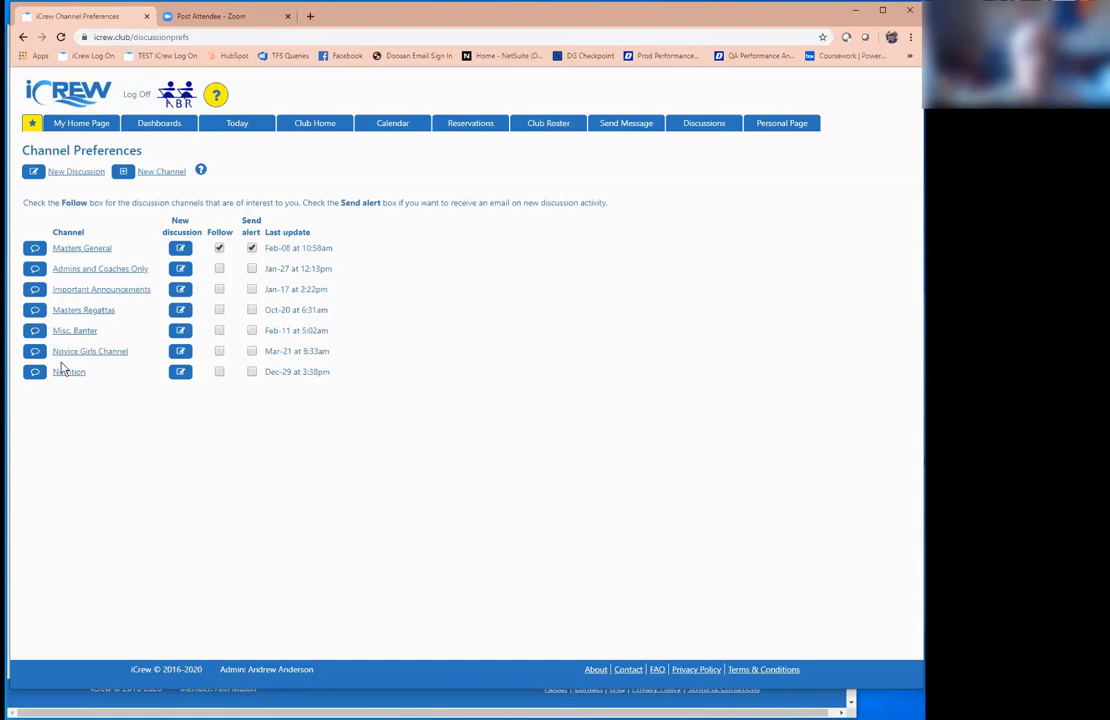 iCrew Channel Preferences
Post Attendee - Zoom
icrew.club/discussionprefs
Apps iCrew Log On TEST iCrew Log On HubSpot TFS Queries Facebook Doosan Email Sign In Home - NetSuite (D... DG Checkpoint Prod Performance... QA Performance An... Coursework (-Perfor... »
iCREW Log Off ABR ?
My Home Page Dashboards Today Club Home Calendar Reservations Club Roster Send Message Discussions Personal Page
Channel Preferences
New Discussion New Channel ?
Check the Follow box for the discussion channels that are of interest to you. Check the Send alert box if you want to receive an email on new discussion activity.
Channel New discussion Follow Send alert Last update
Masters General Feb-08 at 10:58am
Admins and Coaches Only Jan-27 at 12:13pm
Important Announcements Jan-17 at 2:22pm
Masters Regattas Oct-20 at 6:31am
Misc. Banter Feb-11 at 5:02am
Novice Girls Channel Mar-21 at 8:33am
Dec-29 at 3:38pm
iCrew © 2016-2020 Admin: Andrew Anderson About Contact FAQ Privacy Policy Terms & Conditions